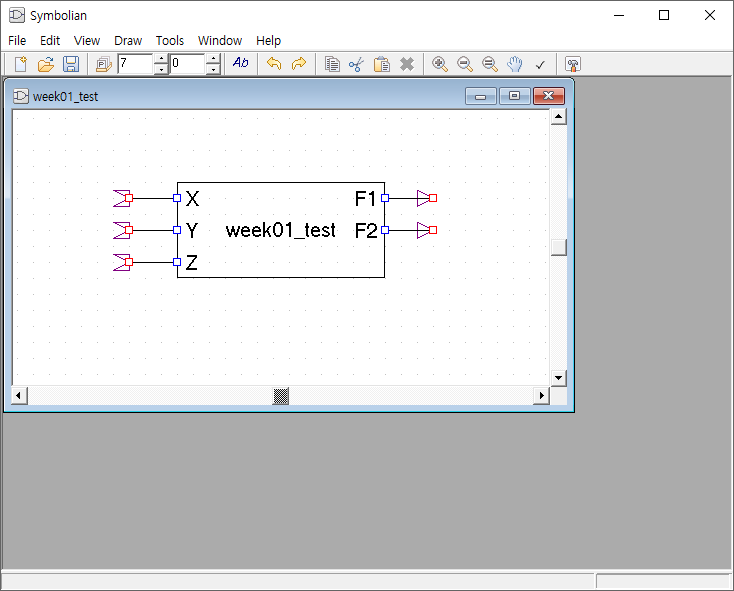 Symbolian
File Edit View Draw Tools Window Help
7 0 Ab
week01_test
X F1
Y week01_test F2
Z